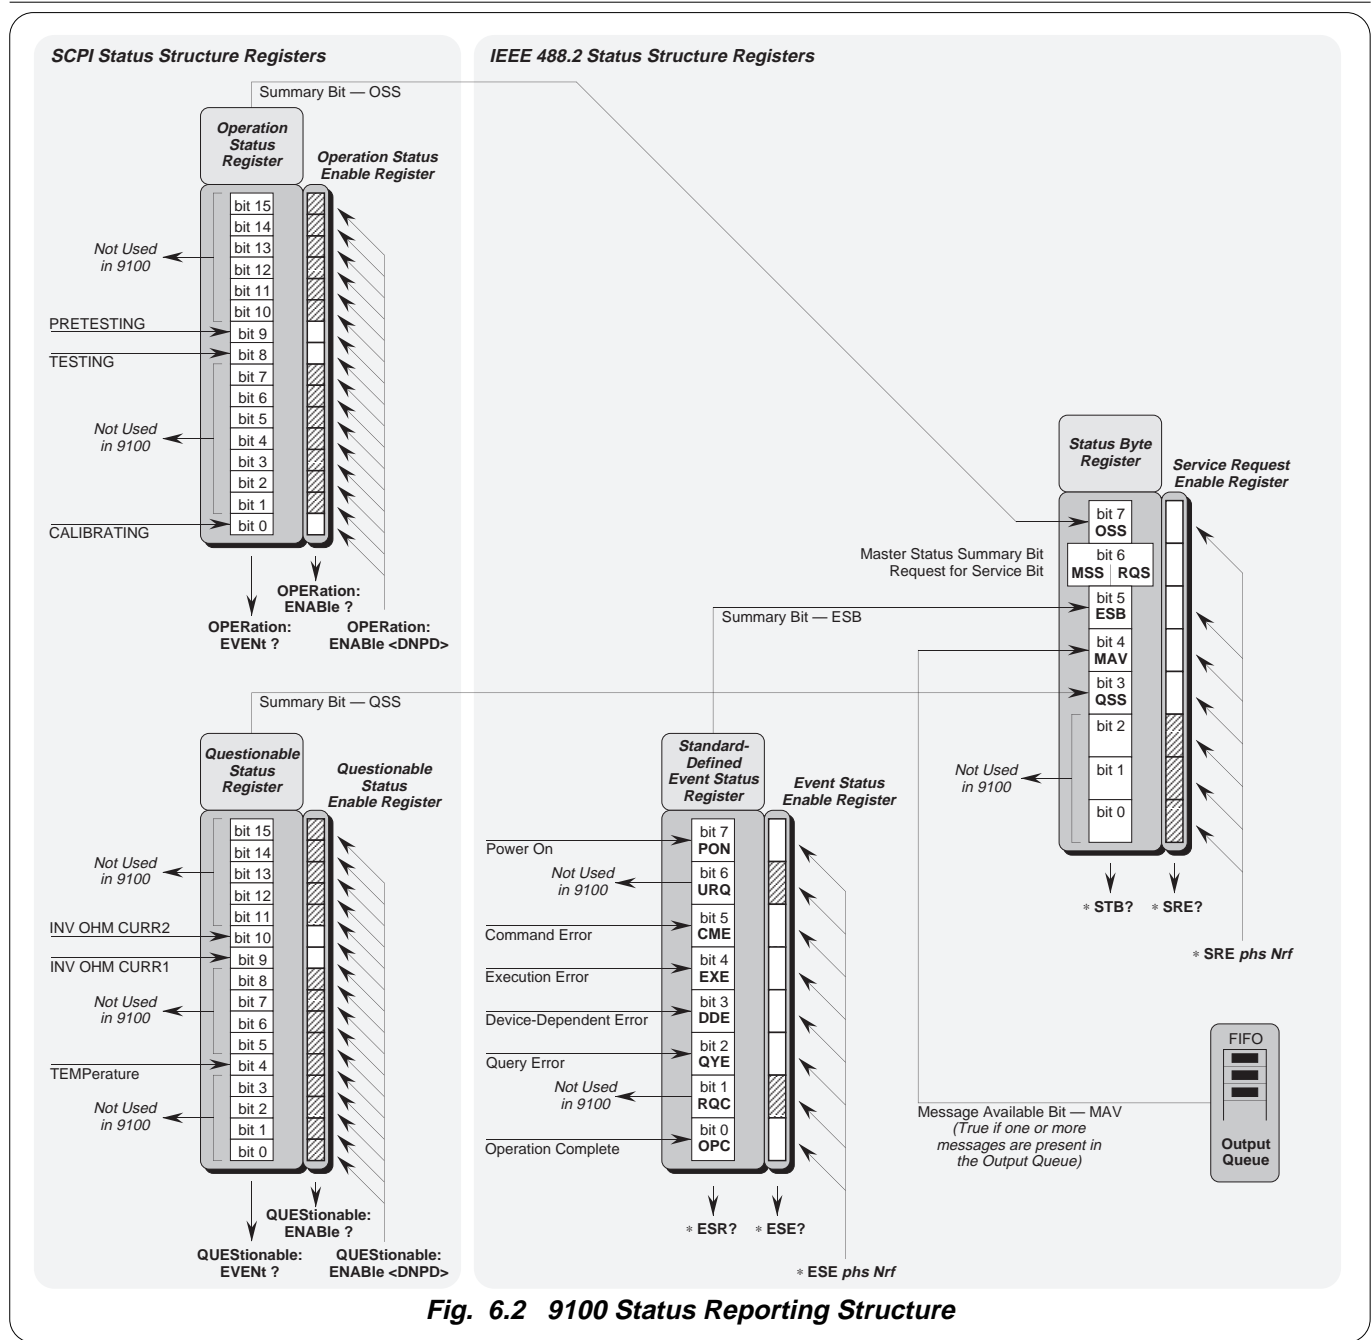 SCPI Status Structure Registers
IEEE 488.2 Status Structure Registers
Summary Bit — OSS
Operation
Status
Register
Operation Status
Enable Register
bit 15
bit 14
bit 13
bit 12
bit 11
bit 10
bit 9
bit 8
bit 7
bit 6
bit 5
bit 4
bit 3
bit 2
bit 1
bit 0
Not Used
in 9100
PRETESTING
TESTING
Not Used
in 9100
CALIBRATING
OPERation:
ENABle ?
OPERation:
EVENt ?
OPERation:
ENABle <DNPD>
Summary Bit — QSS
Questionable
Status
Register
Questionable
Status
Enable Register
bit 15
bit 14
bit 13
bit 12
bit 11
bit 10
bit 9
bit 8
bit 7
bit 6
bit 5
bit 4
bit 3
bit 2
bit 1
bit 0
Not Used
in 9100
INV OHM CURR2
INV OHM CURR1
Not Used
in 9100
TEMPerature
Not Used
in 9100
QUEStionable:
ENABle ?
QUEStionable:
EVENt ?
QUEStionable:
ENABle <DNPD>
Summary Bit — ESB
Standard-
Defined
Event Status
Register
Event Status
Enable Register
bit 7
PON
bit 6
URQ
bit 5
CME
bit 4
EXE
bit 3
DDE
bit 2
QYE
bit 1
RQC
bit 0
OPC
Power On
Not Used
in 9100
Command Error
Execution Error
Device-Dependent Error
Query Error
Not Used
in 9100
Operation Complete
* ESR?
* ESE?
* ESE phs Nrf
Status Byte
Register
Service Request
Enable Register
bit 7
OSS
bit 6
MSS RQS
bit 5
ESB
bit 4
MAV
bit 3
QSS
bit 2
bit 1
bit 0
Master Status Summary Bit
Request for Service Bit
Not Used
in 9100
* STB?
* SRE?
* SRE phs Nrf
FIFO
Output
Queue
Message Available Bit — MAV
(True if one or more
messages are present in
the Output Queue)
Fig. 6.2 9100 Status Reporting Structure